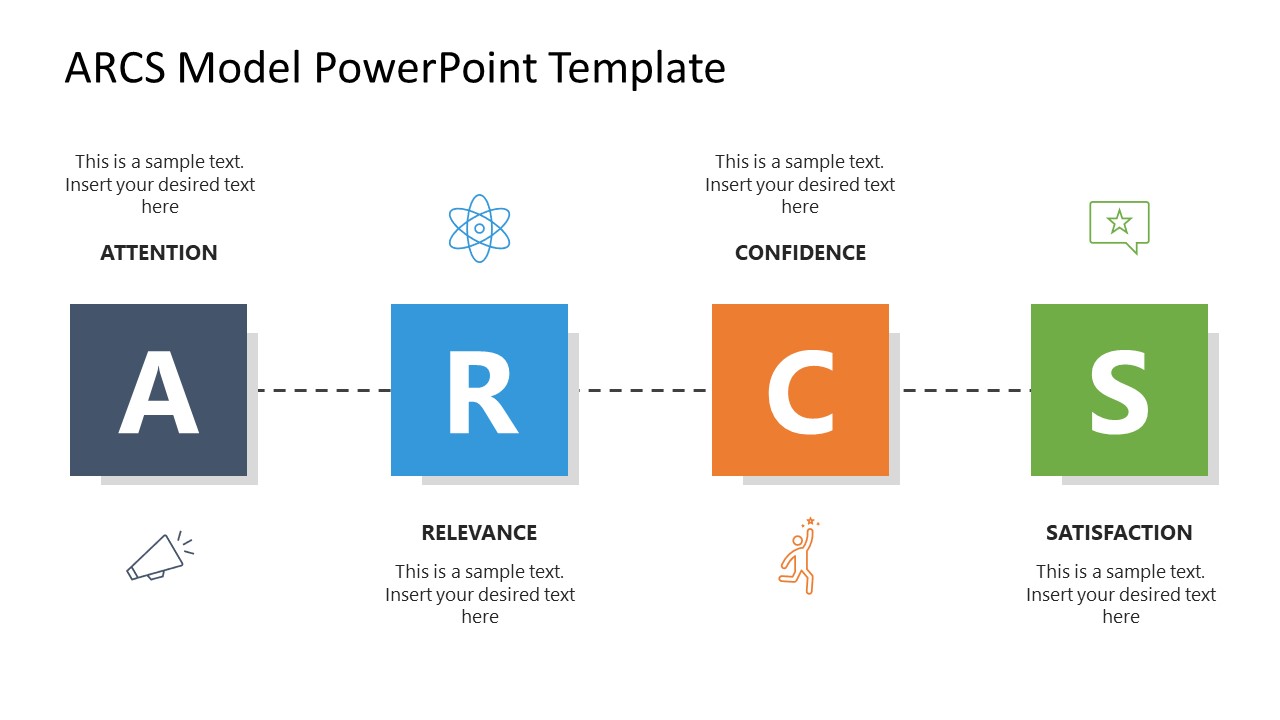 ARCS Model PowerPoint Template
This is a sample text.
Insert your desired text
here
ATTENTION
A
R
RELEVANCE
This is a sample text.
Insert your desired text
here
This is a sample text.
Insert your desired text
here
CONFIDENCE
C
S
SATISFACTION
This is a sample text.
Insert your desired text
here